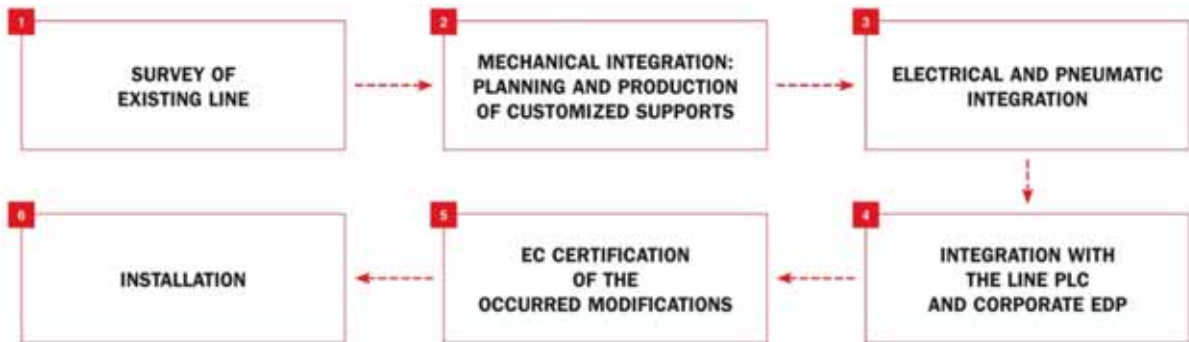 1
SURVEY OF
EXISTING LINE
2
MECHANICAL INTEGRATION:
PLANNING AND PRODUCTION
OF CUSTOMIZED SUPPORTS
3
ELECTRICAL AND PNEUMATIC
INTEGRATION
4
INTEGRATION WITH
THE LINE PLC
AND CORPORATE EDP
5
EC CERTIFICATION
OF THE
OCCURRED MODIFICATIONS
6
INSTALLATION